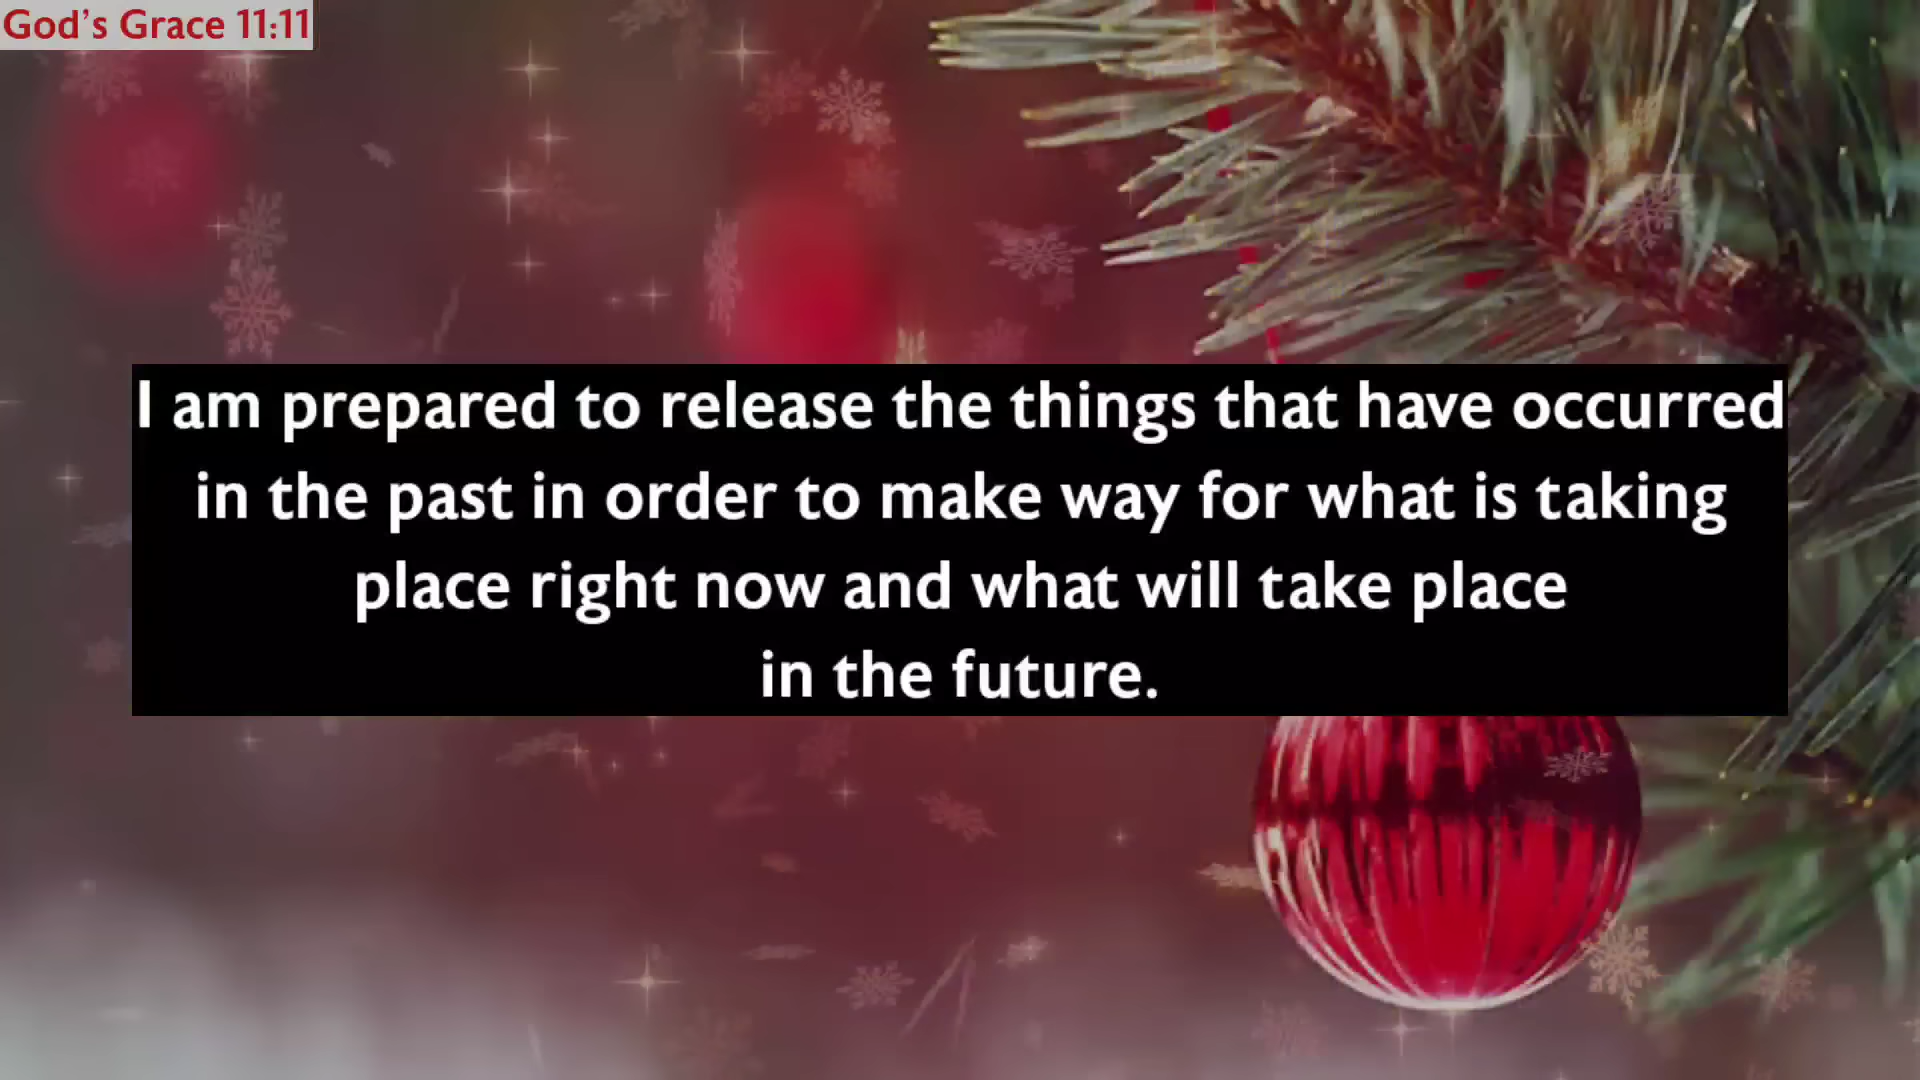 God's Grace 11:11
I am prepared to release the things that have occurred
in the past in order to make way for what is taking
place right now and what will take place
in the future.